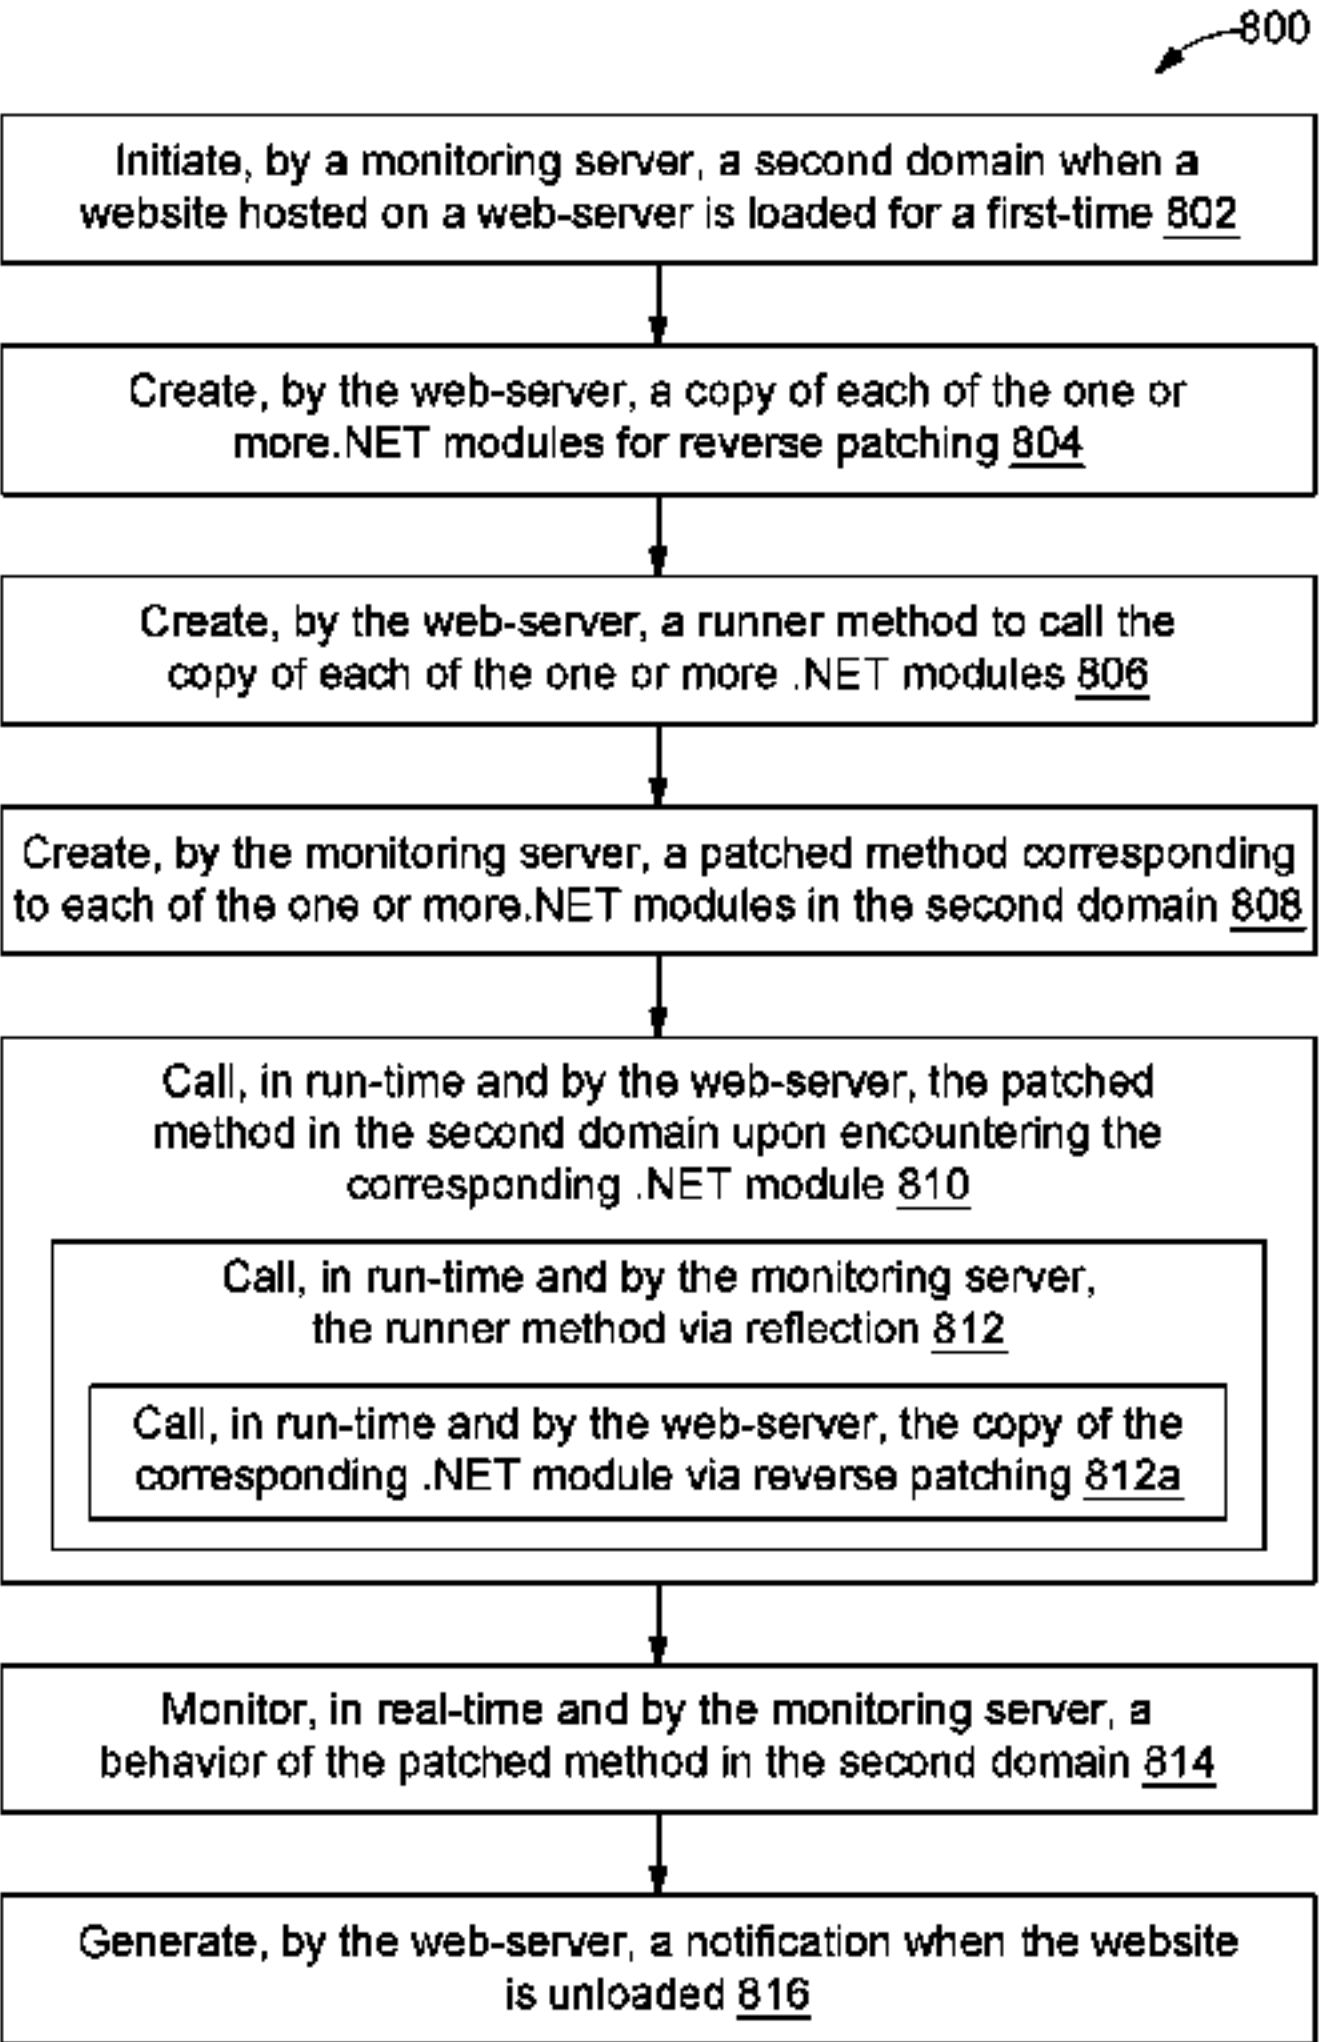 800
Initiate, by a monitoring server, a second domain when a
website hosted on a web-server is loaded for a first-time 802
Create, by the web-server, a copy of each of the one or
more.NET modules for reverse patching 804
Create, by the web-server, a runner method to call the
copy of each of the one or more .NET modules 806
Create, by the monitoring server, a patched method corresponding
to each of the one or more.NET modules in the second domain 808
Call, in run-time and by the web-server, the patched
method in the second domain upon encountering the
corresponding .NET module 810
Call, in run-time and by the monitoring server,
the runner method via reflection 812
Call, in run-time and by the web-server, the copy of the
corresponding .NET module via reverse patching 812a
Monitor, in real-time and by the monitoring server, a
behavior of the patched method in the second domain 814
Generate, by the web-server, a notification when the website
is unloaded 816